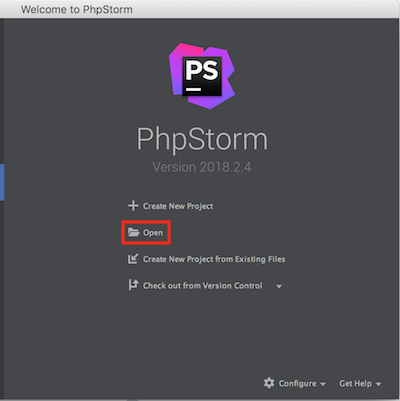 Welcome to PhpStorm
PS
PhpStorm
Version 2018.2.4
Create New Project
Open
Create New Project from Existing Files
Check out from Version Control
Configure Get Help